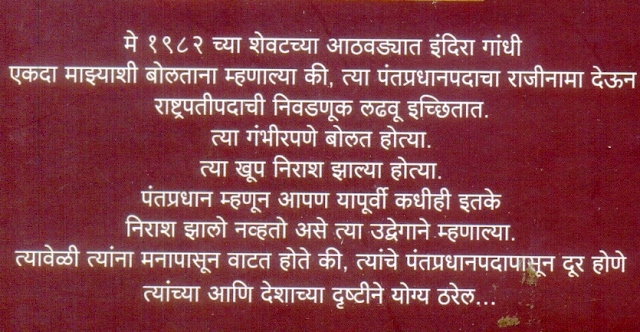 मे १९८२ च्या शेवटच्या आठवड्यात इंदिरा गांधी
एकदा माझ्याशी बोलताना म्हणाल्या की, त्या पंतप्रधानपदाचा राजीनामा देऊन
राष्ट्रपतीपदाची निवडणूक लढवू इच्छितात.
त्या गंभीरपणे बोलत होत्या.
त्या खूप निराश झाल्या होत्या.
पंतप्रधान म्हणून आपण यापूर्वी कधीही इतके
निराश झालो नव्हतो असे त्या उद्वेगाने म्हणाल्या.
त्यावेळी त्यांना मनापासून वाटत होते की, त्यांचे पंतप्रधानपदापासून दूर होणे
त्यांच्या आणि देशाच्या दृष्टीने योग्य ठरेल...